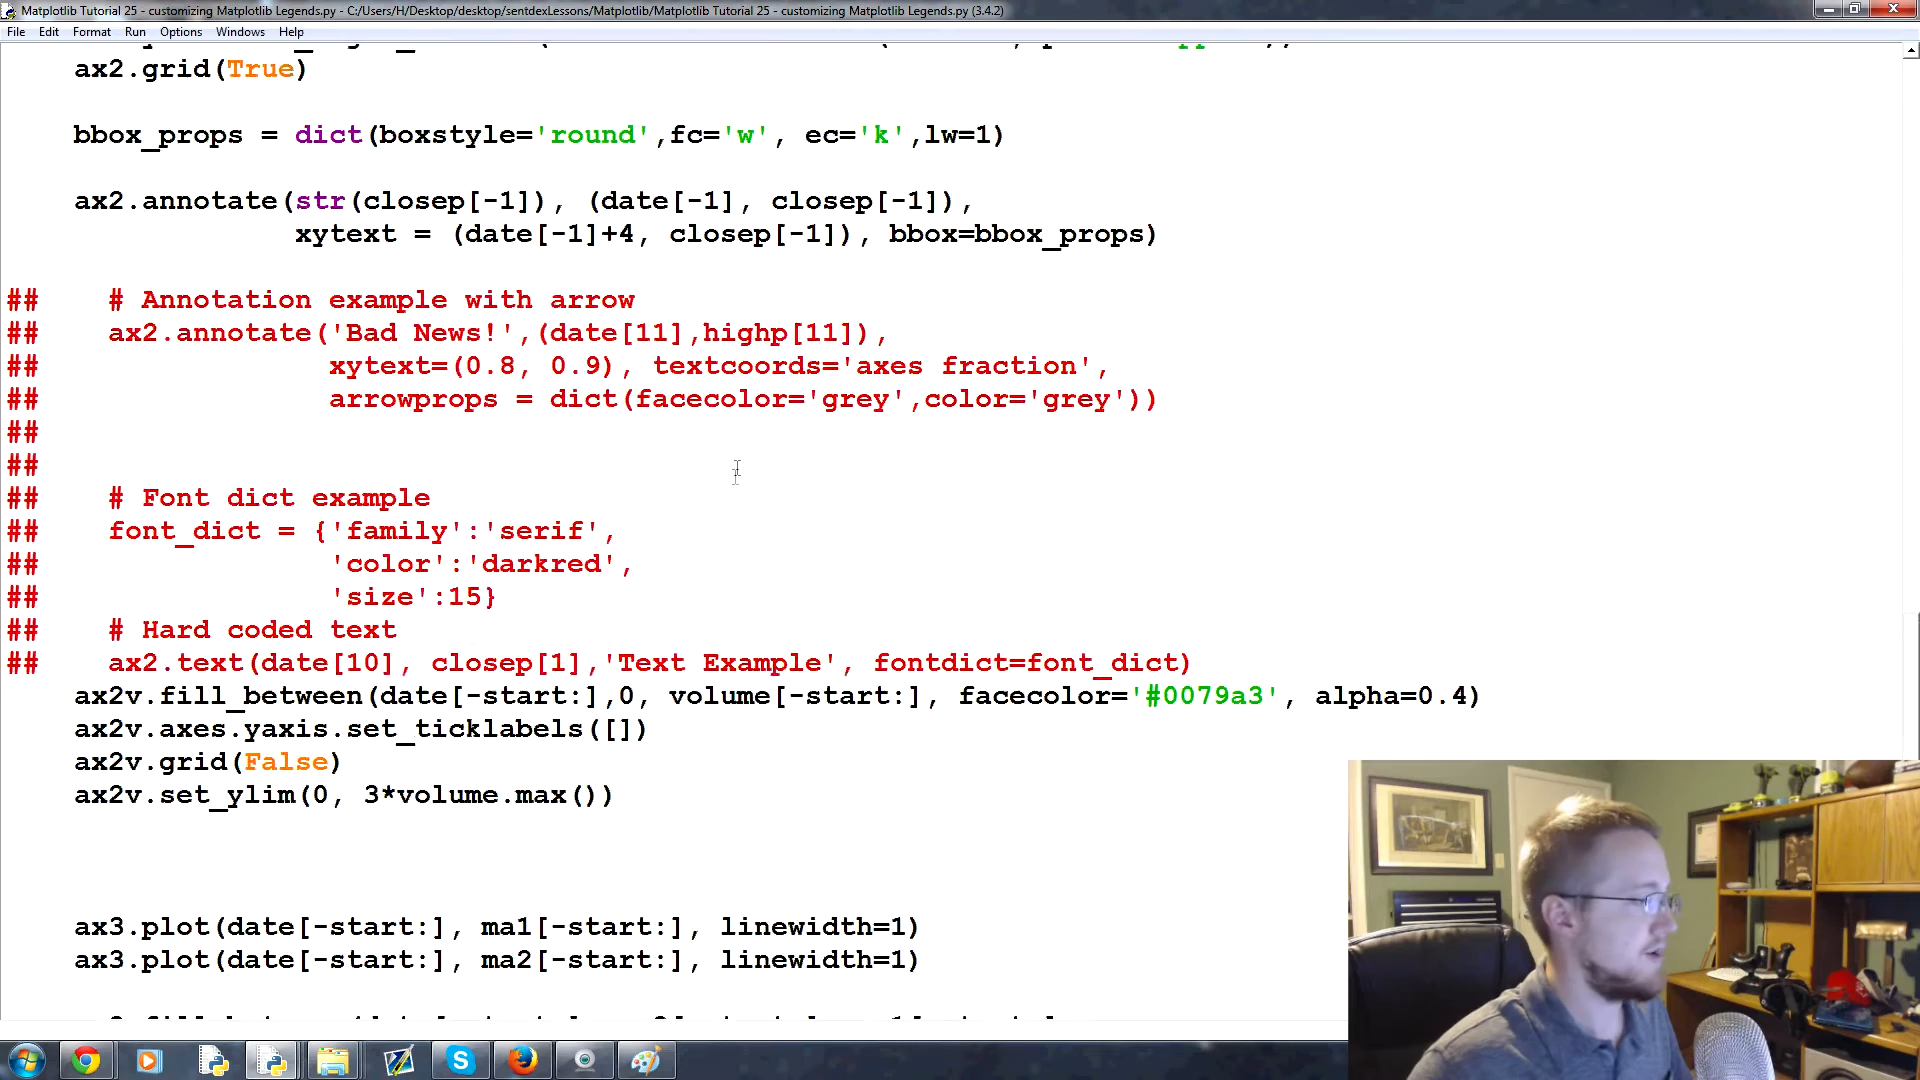 Matplotlib Tutorial 25 - customizing Matplotlib Legends.py - C:/Users/H/Desktop/desktop/sentdexLessons/Matplotlib/Matplotlib Tutorial 25 - customizing Matplotlib Legends.py (3.4.2)
File Edit Format Run Options Windows Help
ax2.grid(True)
bbox_props = dict(boxstyle='round',fc='w', ec='k',lw=1)
ax2.annotate(str(closep[-1]), (date[-1], closep[-1]),
xytext = (date[-1]+4, closep[-1]), bbox=bbox_props)
## # Annotation example with arrow
## ax2.annotate('Bad News!',(date[11],highp[11]),
## xytext=(0.8, 0.9), textcoords='axes fraction',
## arrowprops = dict(facecolor='grey',color='grey'))
##
##
## # Font dict example
## font_dict = {'family':'serif',
## 'color':'darkred',
## 'size':15}
## # Hard coded text
## ax2.text(date[10], closep[1],'Text Example', fontdict=font_dict)
ax2v.fill_between(date[-start:],0, volume[-start:], facecolor='#0079a3', alpha=0.4)
ax2v.axes.yaxis.set_ticklabels([])
ax2v.grid(False)
ax2v.set_ylim(0, 3*volume.max())
ax3.plot(date[-start:], ma1[-start:], linewidth=1)
ax3.plot(date[-start:], ma2[-start:], linewidth=1)